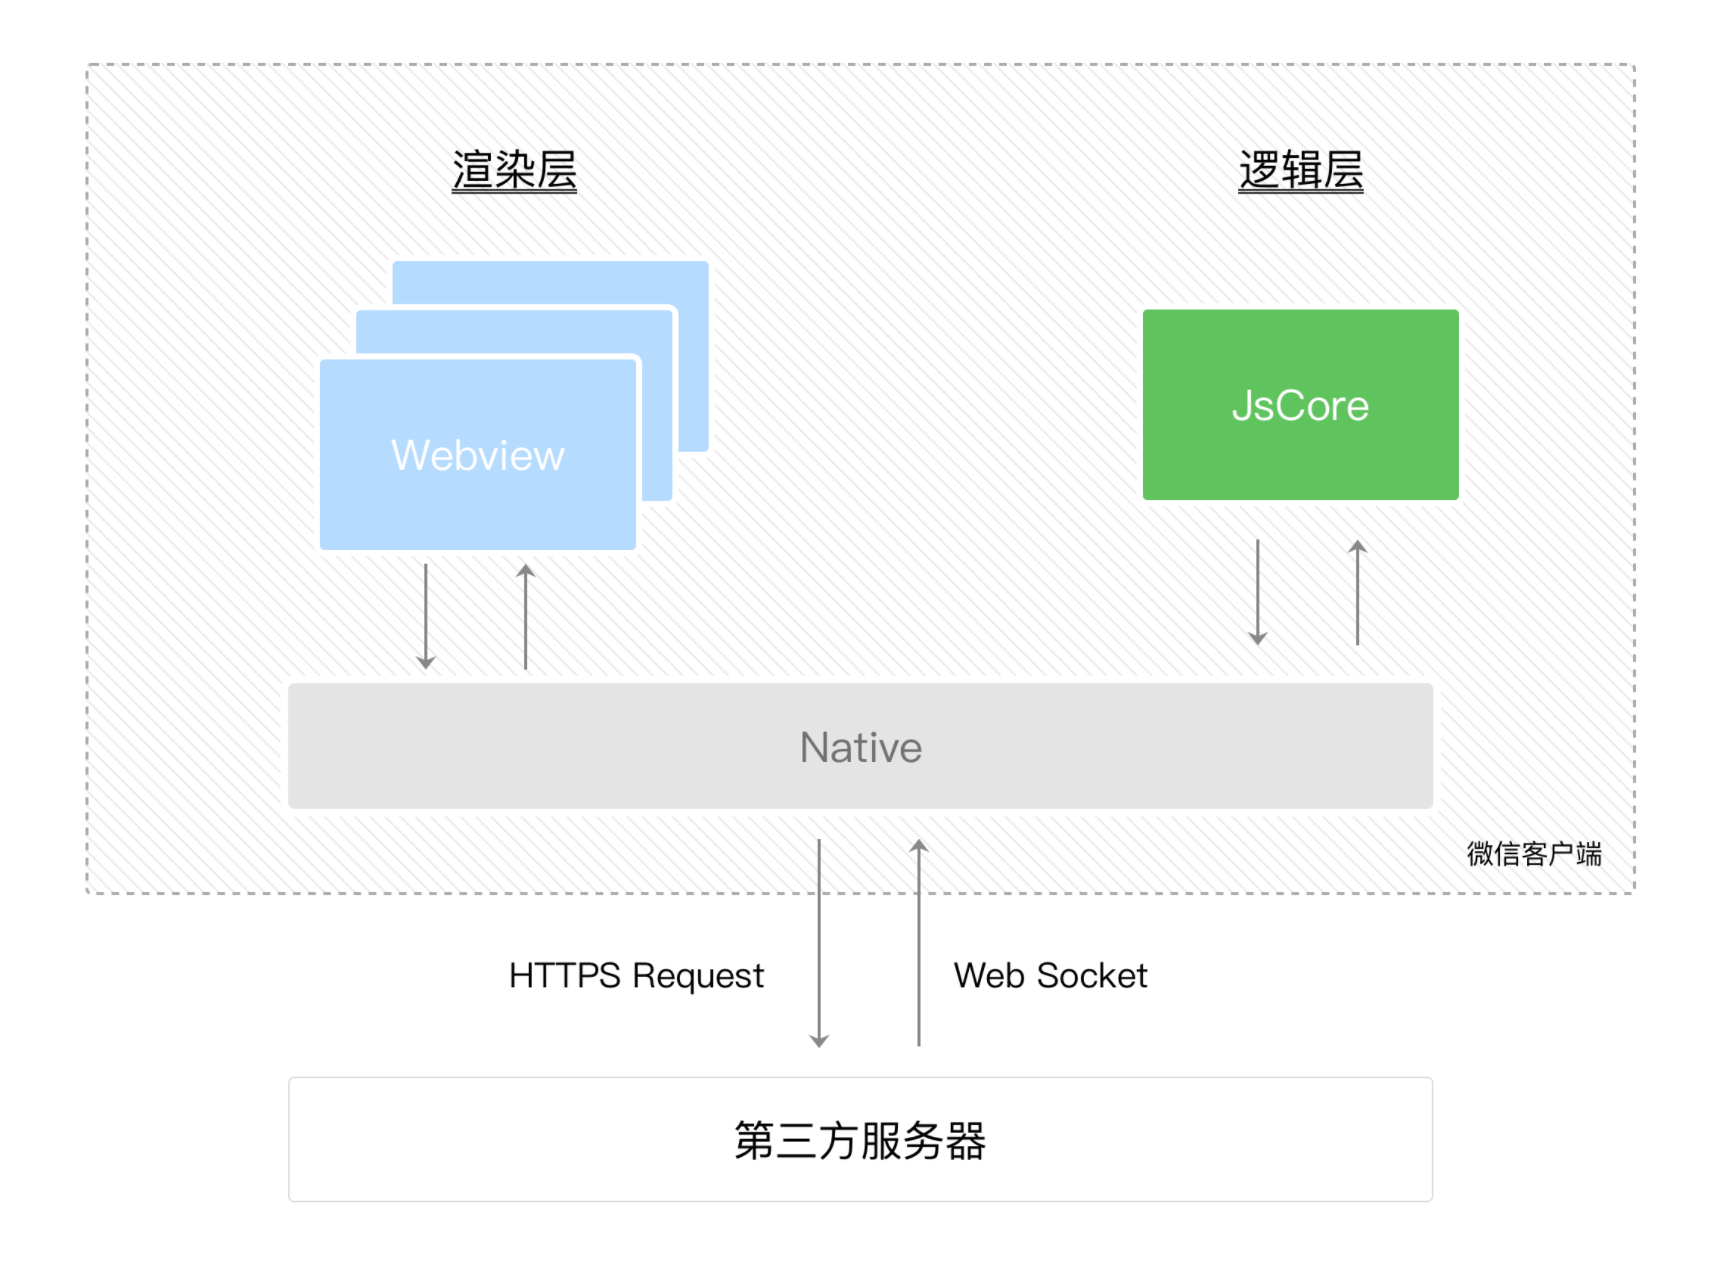 渲染层
逻辑层
Webview
JsCore
Native
微信客户端
HTTPS Request
Web Socket
第三方服务器